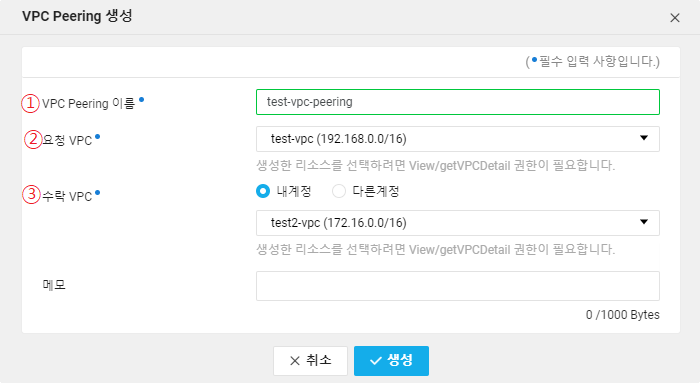 VPC Peering 생성
(•필수 입력 사항입니다.)
① VPC Peering 이름 •
test-vpc-peering
② 요청 VPC •
test-vpc (192.168.0.0/16)
생성한 리소스를 선택하려면 View/getVPCDetail 권한이 필요합니다.
③ 수락 VPC •
내계정 다른계정
test2-vpc (172.16.0.0/16)
생성한 리소스를 선택하려면 View/getVPCDetail 권한이 필요합니다.
메모
0 /1000 Bytes
취소 생성